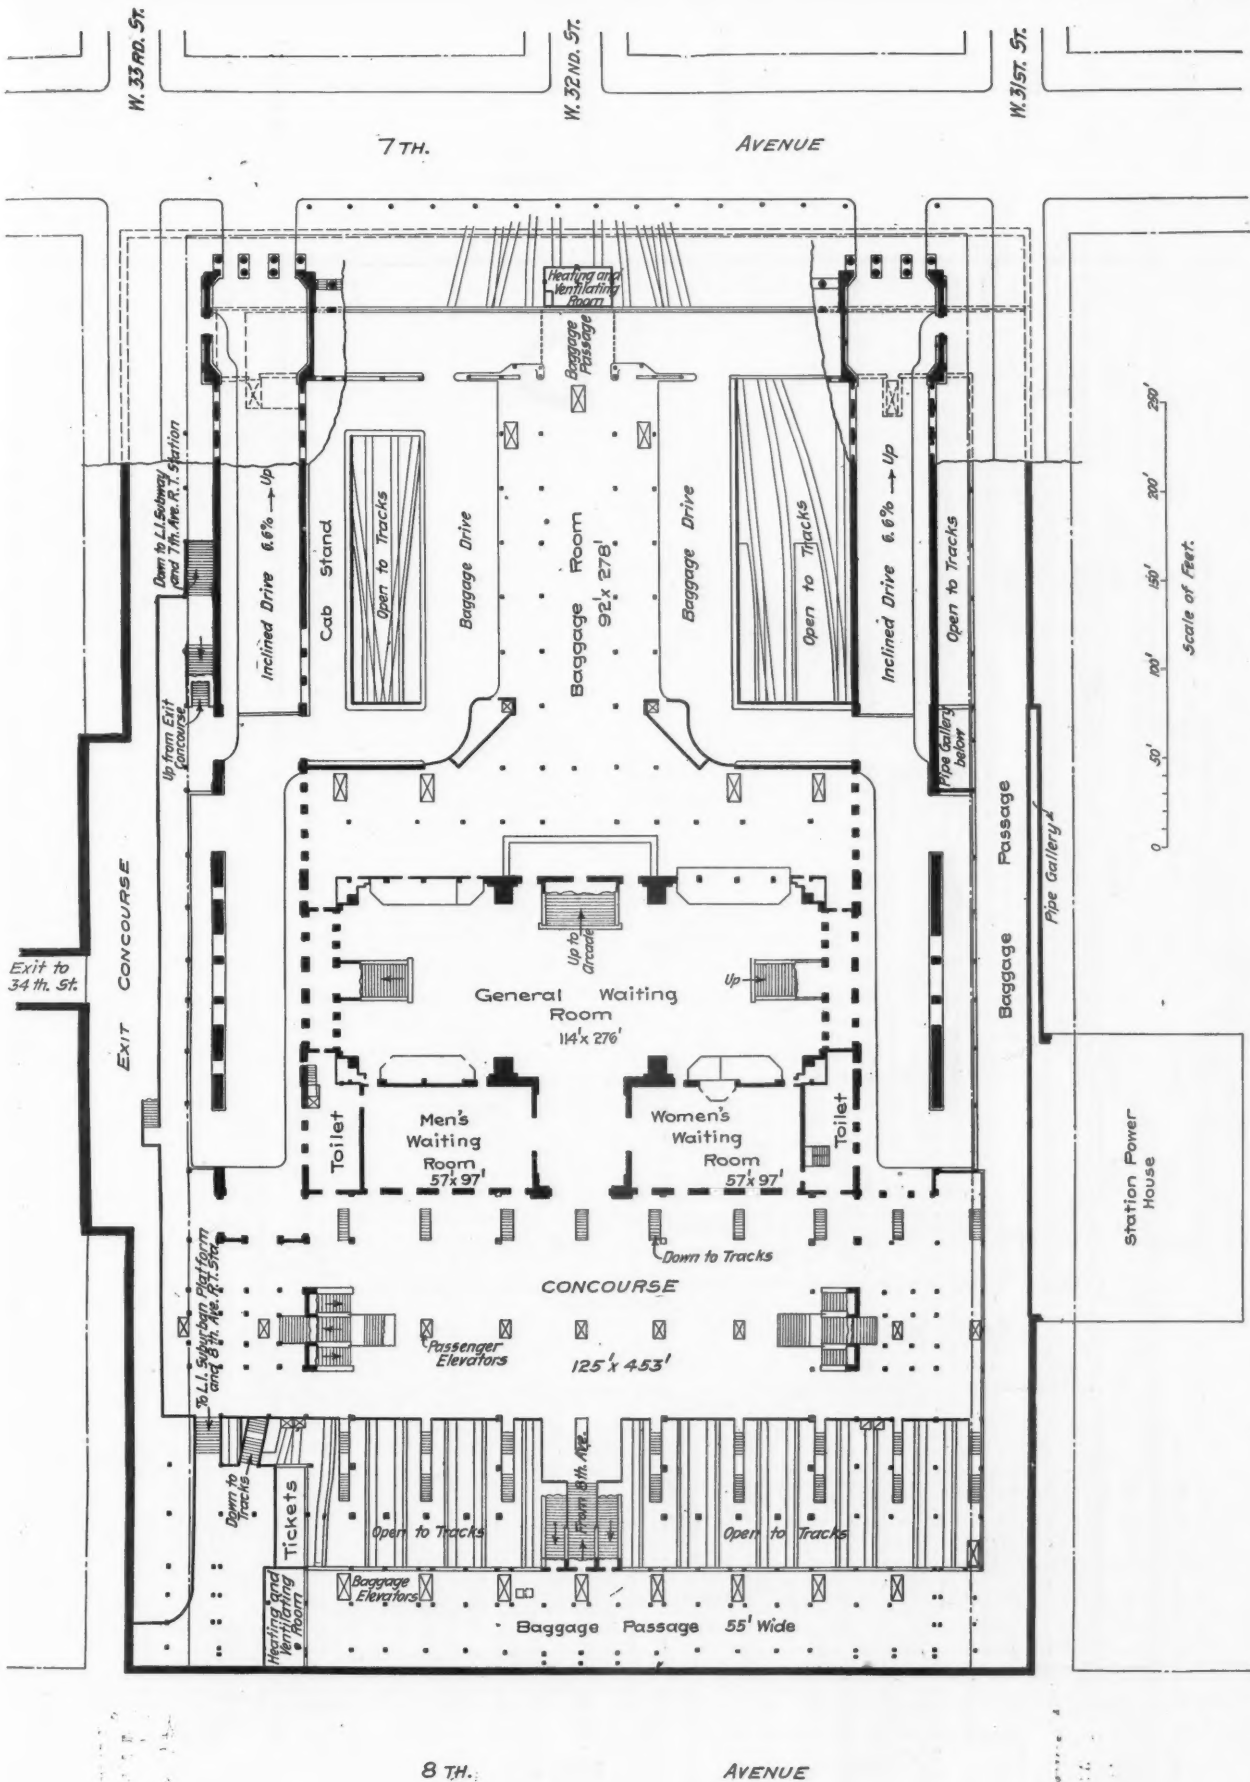 W. 33RD. ST.
W. 32ND. ST.
W. 31ST. ST.
7TH. AVENUE
Heating and
Ventilating
Room
Baggage
Passage
Down to L.I. Subway
and 7th. Ave. R.T. Station
Inclined Drive 6.6% → Up
Cab Stand
Open to Tracks
Baggage Drive
Baggage Room
92' x 278'
Baggage Drive
Open to Tracks
Inclined Drive 6.6% → Up
Open to Tracks
250'
200'
150'
100'
50'
0
Scale of Feet.
Up from Exit
Concourse
Pipe Gallery
below
Baggage Passage
Pipe Gallery
EXIT CONCOURSE
Exit to
34th. St.
Up to
Arcade
Up
General Waiting
Room
114' x 276'
Men's
Waiting
Room
57' x 97'
Women's
Waiting
Room
57' x 97'
Toilet
Toilet
Station Power
House
Down to Tracks
CONCOURSE
Passenger
Elevators
125' x 453'
To L.I. Suburban Platform
and 8th. Ave. R.T. Sta.
Down to
Tracks
Tickets
Open to Tracks
From 8th. Ave.
Open to Tracks
Heating and
Ventilating
Room
Baggage
Elevators
Baggage Passage 55' Wide
8TH. AVENUE